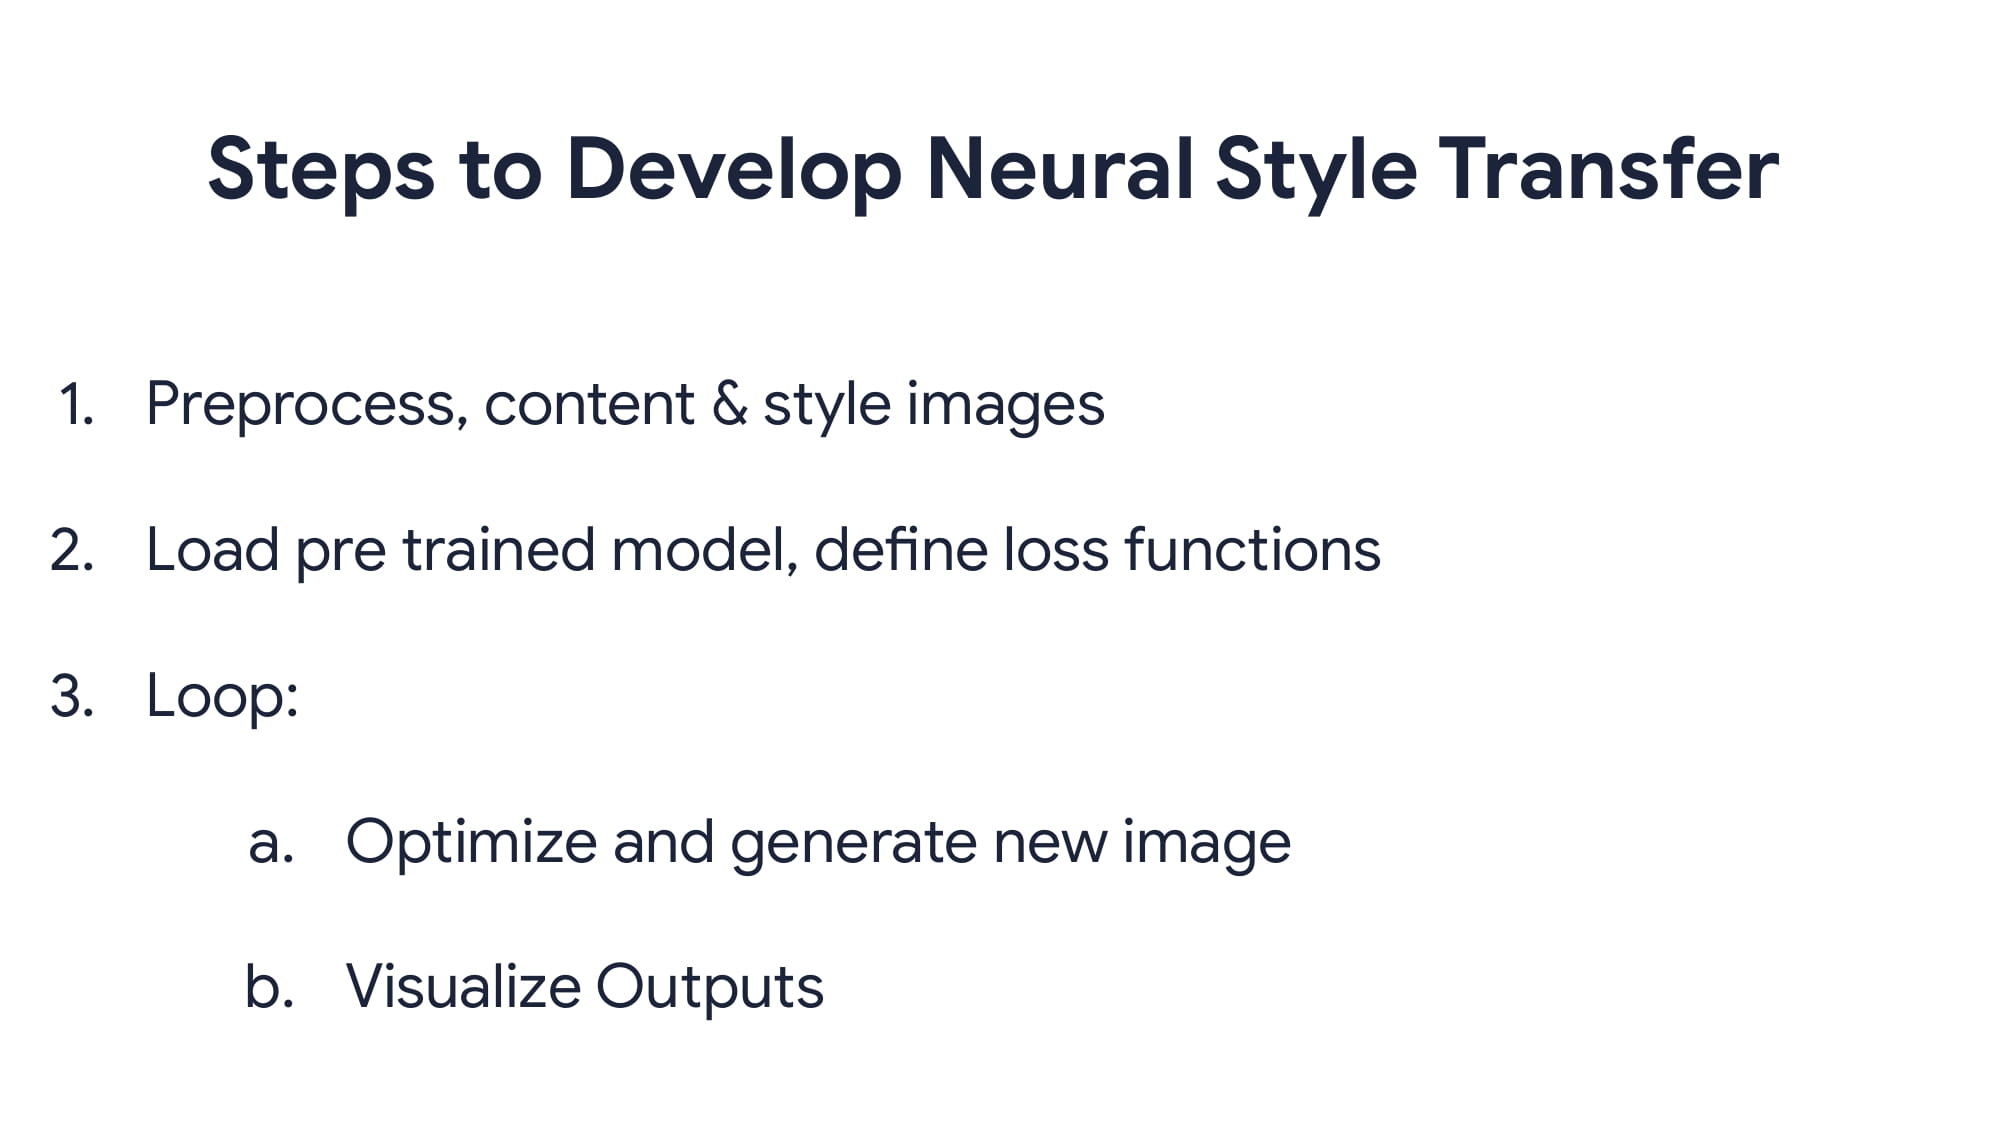 Steps to Develop Neural Style Transfer
1. Preprocess, content & style images
2. Load pre trained model, define loss functions
3. Loop:
a. Optimize and generate new image
b. Visualize Outputs